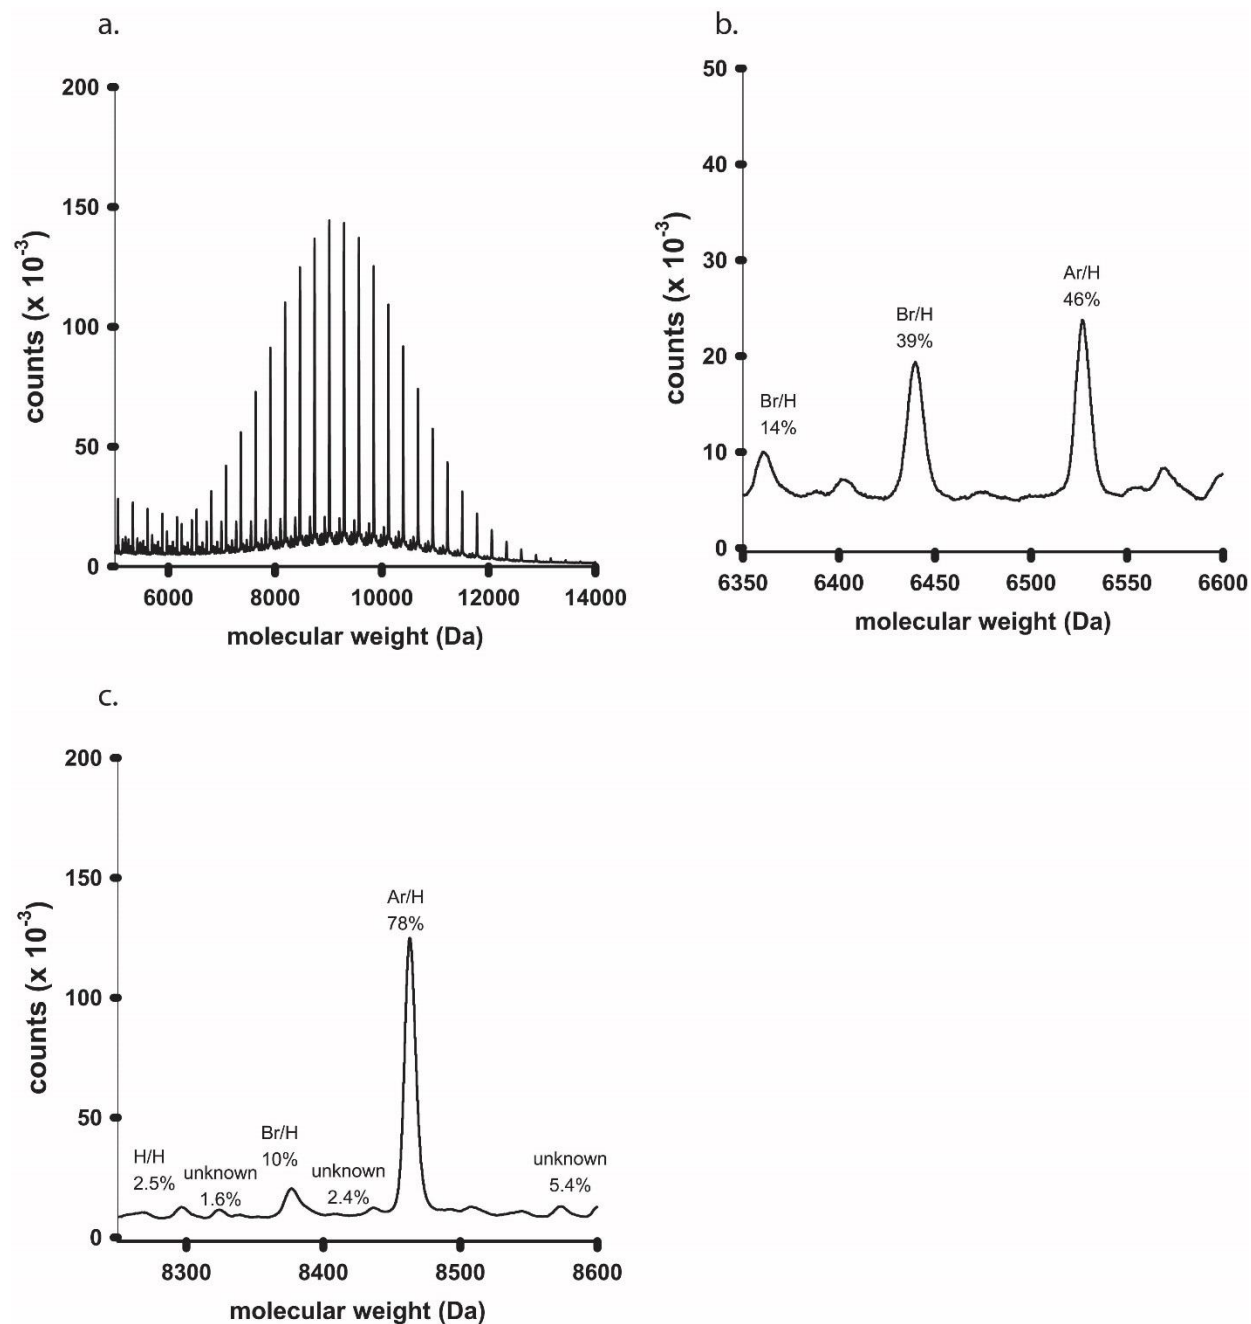 a.
200
150
100
50
0
counts (x 10-3)
6000 8000 10000 12000 14000
molecular weight (Da)
b.
50
40
30
20
10
0
counts (x 10-3)
Br/H
14%
Br/H
39%
Ar/H
46%
6350 6400 6450 6500 6550 6600
molecular weight (Da)
c.
200
150
100
50
0
counts (x 10-3)
H/H
2.5%
unknown
1.6%
Br/H
10%
unknown
2.4%
Ar/H
78%
unknown
5.4%
8300 8400 8500 8600
molecular weight (Da)